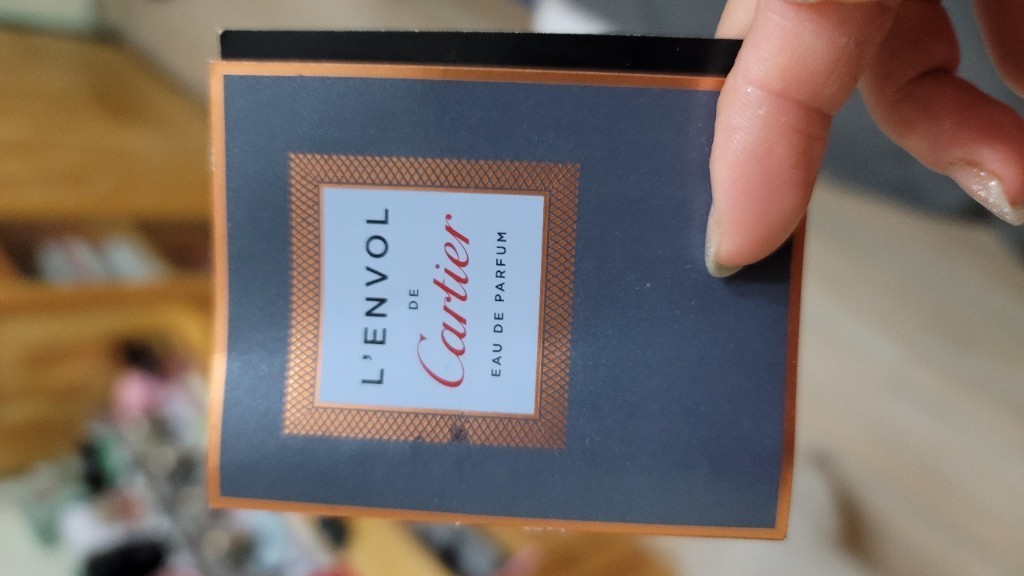 L'ENVOL
DE
Cartier
EAU DE PARFUM